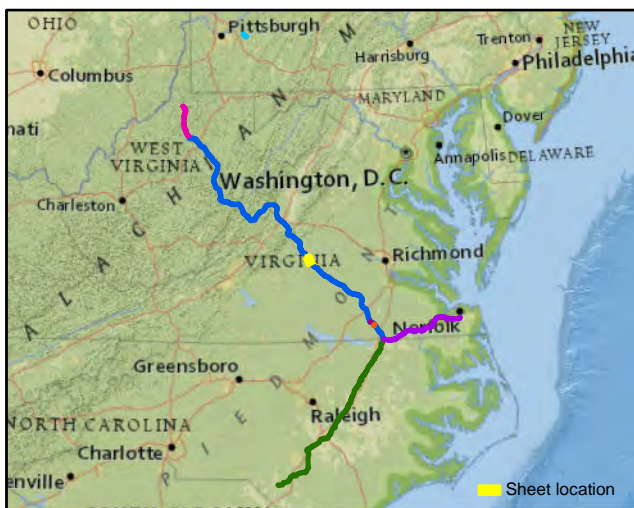 OHIO
Pittsburgh
M
Harrisburg
Trenton
NEW
JERSEY
Philadelphia
Columbus
nati
MARYLAND
Dover
WEST
VIRGINIA
Annapolis
DELAWARE
Washington, D.C.
Charleston
A P P A L A C H I A N
Richmond
VIRGINIA
Norfolk
P I E D M O N T
Greensboro
Raleigh
NORTH CAROLINA
Charlotte
enville
Sheet location